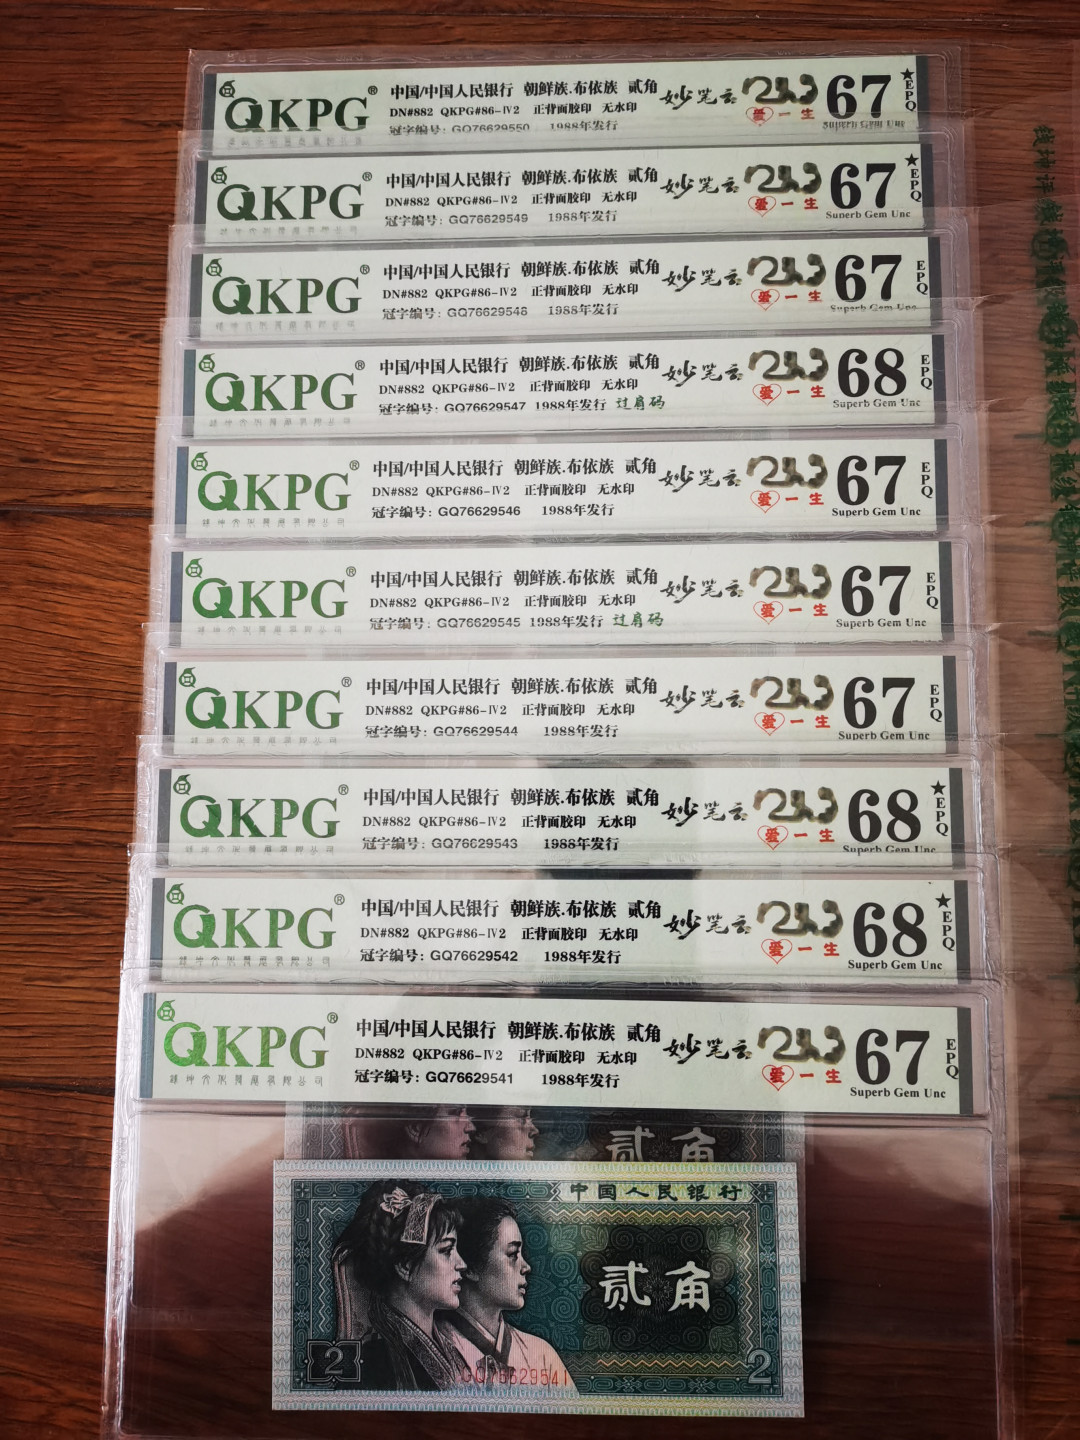 QKPG® 中国/中国人民银行 朝鲜族.布依族 贰角 妙笔云 67 ★EPQ
DN#882 QKPG#86-IV2 正背面胶印 无水印 爱一生
冠字编号: GQ76629550 1988年发行 Superb Gem Unc
QKPG® 中国/中国人民银行 朝鲜族.布依族 贰角 妙笔云 67 ★EPQ
DN#882 QKPG#86-IV2 正背面胶印 无水印 爱一生
冠字编号: GQ76629549 1988年发行 Superb Gem Unc
QKPG® 中国/中国人民银行 朝鲜族.布依族 贰角 妙笔云 67 EPQ
DN#882 QKPG#86-IV2 正背面胶印 无水印 爱一生
冠字编号: GQ76629548 1988年发行 Superb Gem Unc
QKPG® 中国/中国人民银行 朝鲜族.布依族 贰角 妙笔云 68 EPQ
DN#882 QKPG#86-IV2 正背面胶印 无水印 爱一生
冠字编号: GQ76629547 1988年发行 过肩码 Superb Gem Unc
QKPG® 中国/中国人民银行 朝鲜族.布依族 贰角 妙笔云 67 EPQ
DN#882 QKPG#86-IV2 正背面胶印 无水印 爱一生
冠字编号: GQ76629546 1988年发行 Superb Gem Unc
QKPG® 中国/中国人民银行 朝鲜族.布依族 贰角 妙笔云 67 EPQ
DN#882 QKPG#86-IV2 正背面胶印 无水印 爱一生
冠字编号: GQ76629545 1988年发行 过肩码 Superb Gem Unc
QKPG® 中国/中国人民银行 朝鲜族.布依族 贰角 妙笔云 67 EPQ
DN#882 QKPG#86-IV2 正背面胶印 无水印 爱一生
冠字编号: GQ76629544 1988年发行 Superb Gem Unc
QKPG® 中国/中国人民银行 朝鲜族.布依族 贰角 妙笔云 68 ★EPQ
DN#882 QKPG#86-IV2 正背面胶印 无水印 爱一生
冠字编号: GQ76629543 1988年发行 Superb Gem Unc
QKPG® 中国/中国人民银行 朝鲜族.布依族 贰角 妙笔云 68 ★EPQ
DN#882 QKPG#86-IV2 正背面胶印 无水印 爱一生
冠字编号: GQ76629542 1988年发行 Superb Gem Unc
QKPG® 中国/中国人民银行 朝鲜族.布依族 贰角 妙笔云 67 EPQ
DN#882 QKPG#86-IV2 正背面胶印 无水印 爱一生
冠字编号: GQ76629541 1988年发行 Superb Gem Unc
贰角
中国人民银行
贰角
2
GQ76629541
2